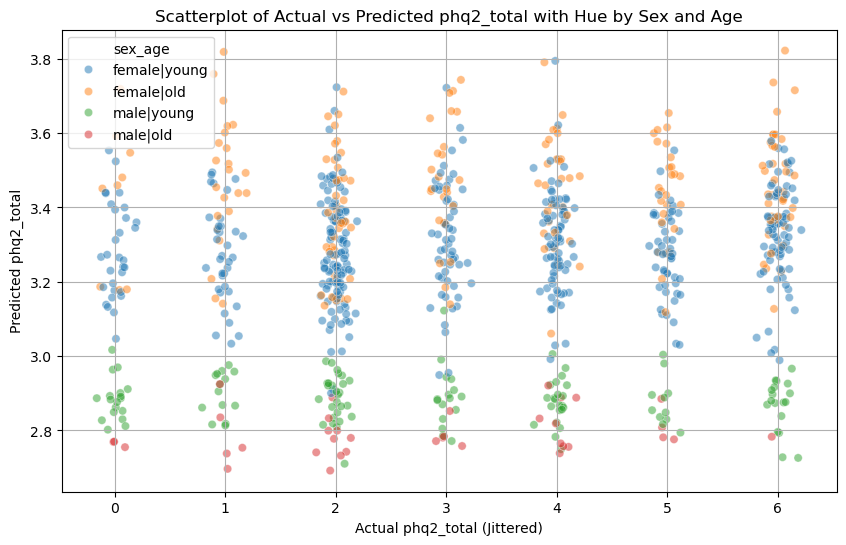 Scatterplot of Actual vs Predicted phq2_total with Hue by Sex and Age
sex_age
female|young
female|old
male|young
male|old
3.8
3.6
3.4
3.2
3.0
2.8
Predicted phq2_total
0 1 2 3 4 5 6
Actual phq2_total (Jittered)